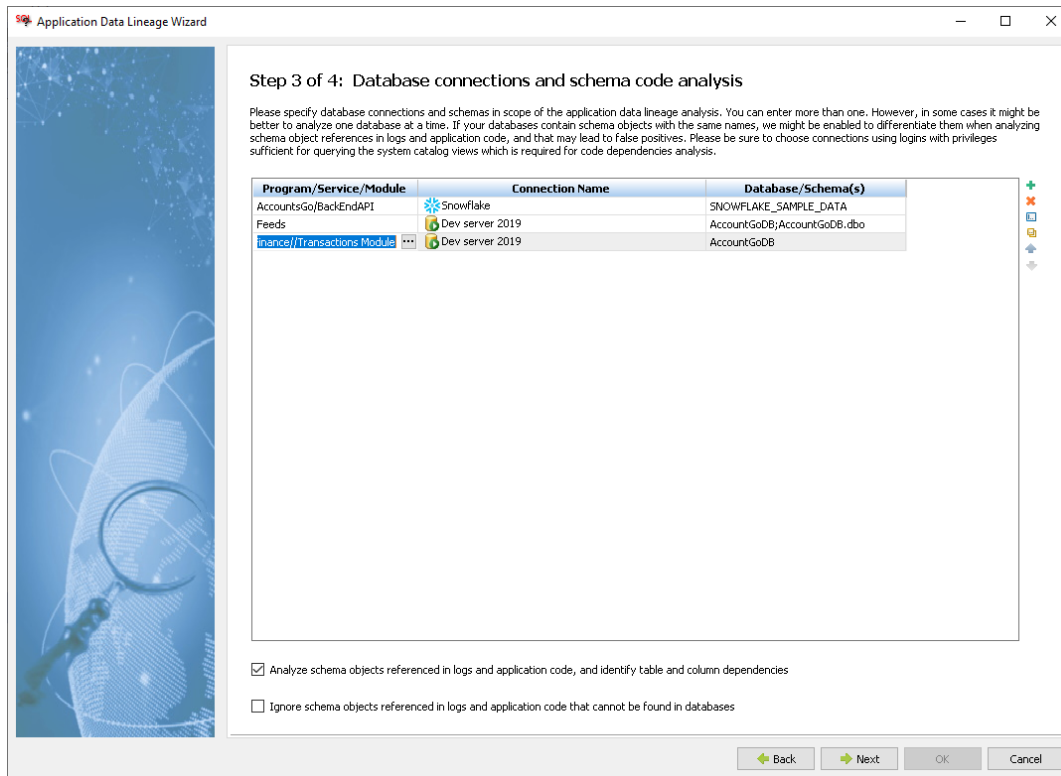 SQL Application Data Lineage Wizard
Step 3 of 4: Database connections and schema code analysis
Please specify database connections and schemas in scope of the application data lineage analysis. You can enter more than one. However, in some cases it might be
better to analyze one database at a time. If your databases contain schema objects with the same names, we might be enabled to differentiate them when analyzing
schema object references in logs and application code, and that may lead to false positives. Please be sure to choose connections using logins with privileges
sufficient for querying the system catalog views which is required for code dependencies analysis.
Program/Service/Module Connection Name Database/Schema(s)
AccountsGo/BackEndAPI Snowflake SNOWFLAKE_SAMPLE_DATA
Feeds Dev server 2019 AccountGoDB;AccountGoDB.dbo
inance//Transactions Module ... Dev server 2019 AccountGoDB
Analyze schema objects referenced in logs and application code, and identify table and column dependencies
Ignore schema objects referenced in logs and application code that cannot be found in databases
Back Next OK Cancel